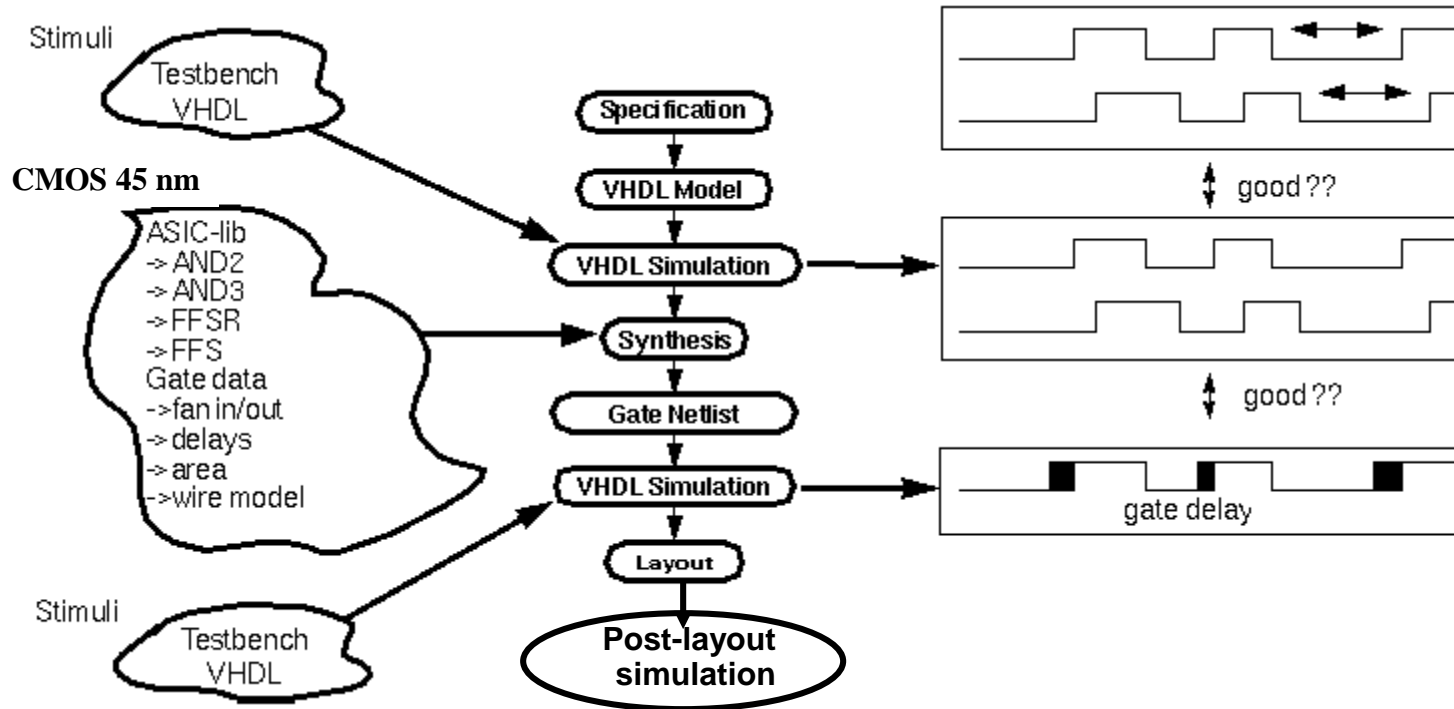 Stimuli
Testbench
VHDL
CMOS 45 nm
ASIC-lib
-> AND2
-> AND3
-> FFSR
-> FFS
Gate data
->fan in/out
-> delays
-> area
->wire model
Stimuli
Testbench
VHDL
Specification
VHDL Model
VHDL Simulation
Synthesis
Gate Netlist
VHDL Simulation
Layout
Post-layout
simulation
good ??
good ??
gate delay